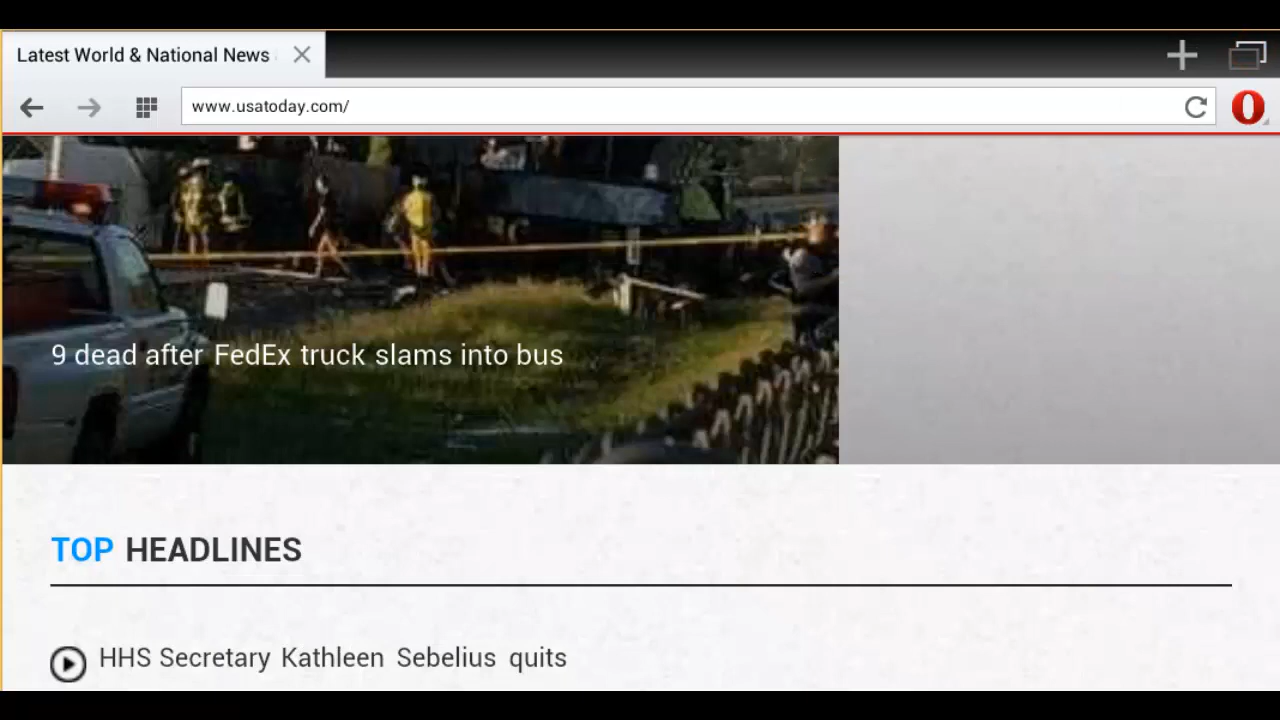 Latest World & National News
www.usatoday.com/
9 dead after FedEx truck slams into bus
TOP HEADLINES
HHS Secretary Kathleen Sebelius quits